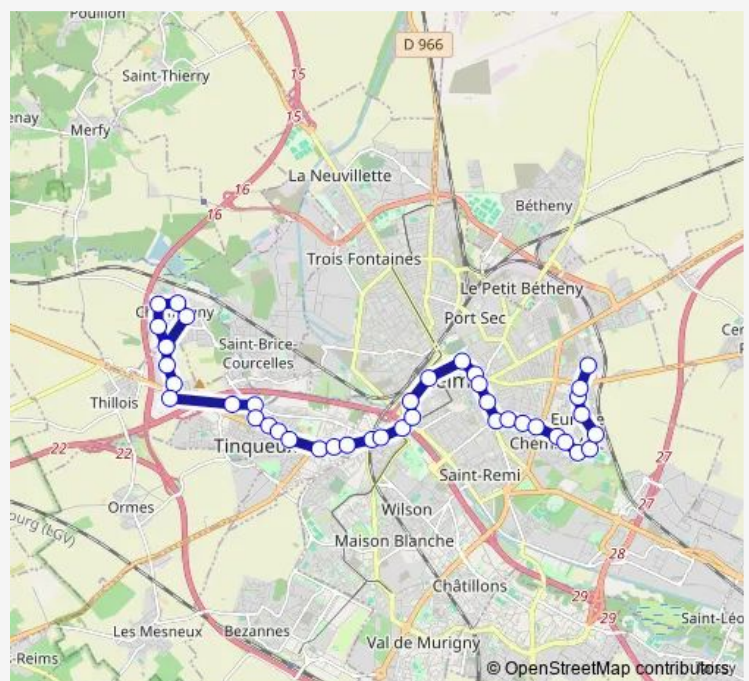 Pouillon
D 966
Saint-Thierry
15
15
Merfy
La Neuvillette
16
16
Bétheny
Trois Fontaines
Le Petit Bétheny
Port Sec
Saint-Brice-
Courcelles
Thillois
22
22
Tinqueux
Saint-Remi
27
27
Ormes
Wilson
Maison Blanche
28
Châtillons
29
29
Les Mesneux
Bezannes
Saint-Léo
Val de Murigny
-Reims
© OpenStreetMap contributors